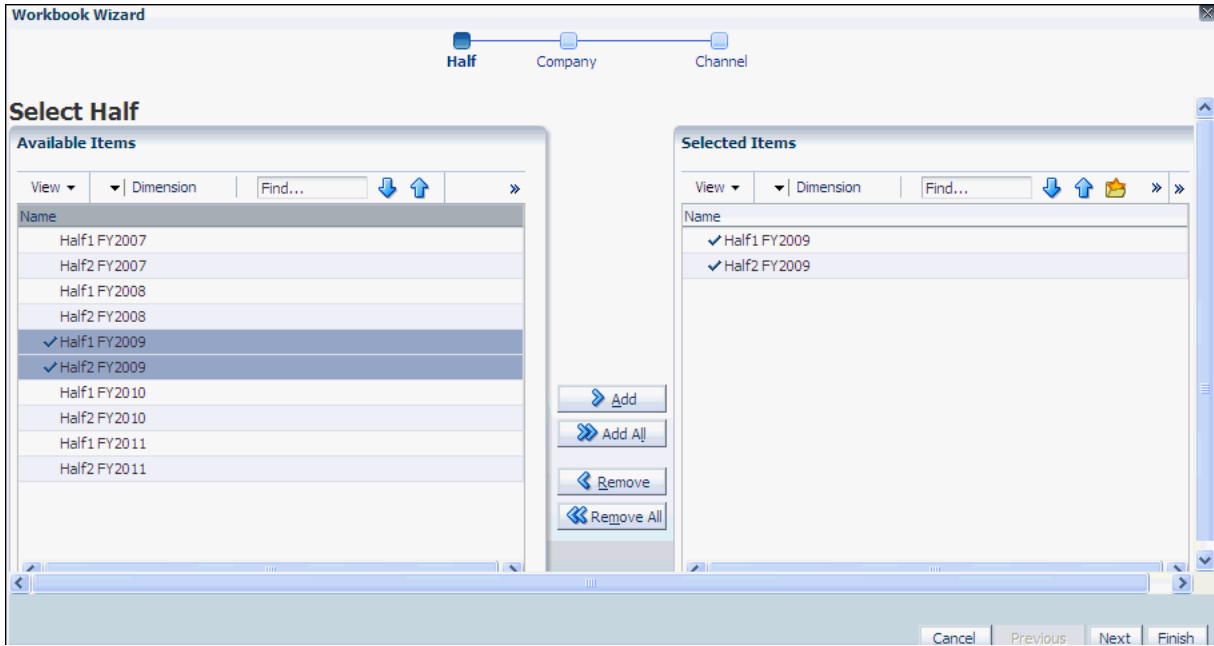 Workbook Wizard
Half Company Channel
Select Half
Available Items
View Dimension Find...
Name
Half1 FY2007
Half2 FY2007
Half1 FY2008
Half2 FY2008
Half1 FY2009
Half2 FY2009
Half1 FY2010
Half2 FY2010
Half1 FY2011
Half2 FY2011
Add
Add All
Remove
Remove All
Selected Items
View Dimension Find...
Name
Half1 FY2009
Half2 FY2009
Cancel Previous Next Finish